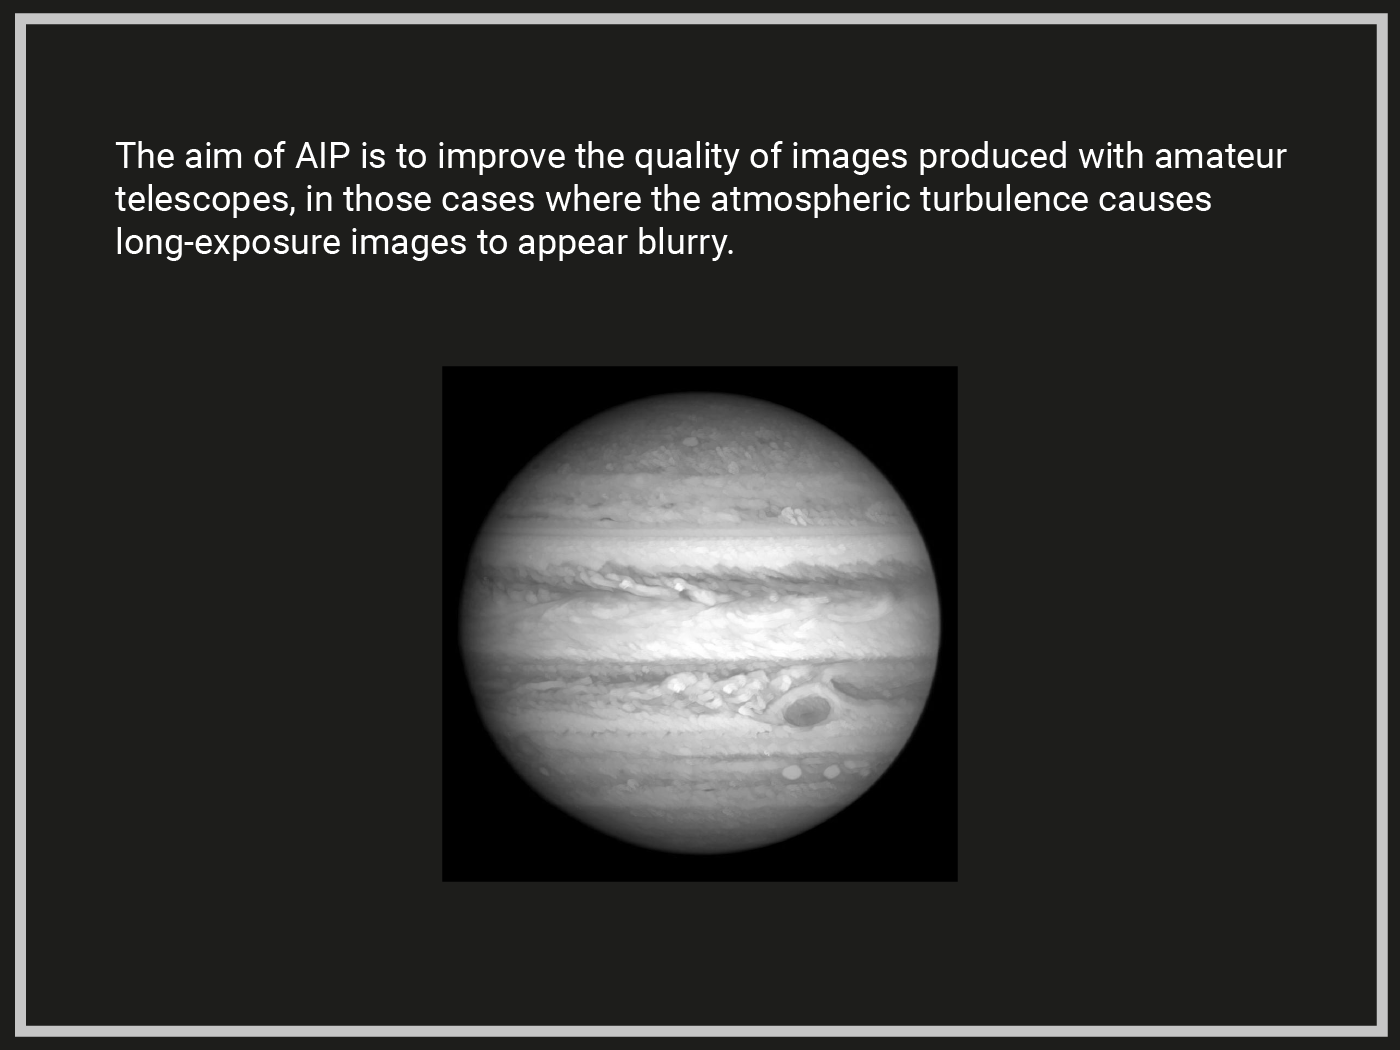 The aim of AIP is to improve the quality of images produced with amateur
telescopes, in those cases where the atmospheric turbulence causes
long-exposure images to appear blurry.